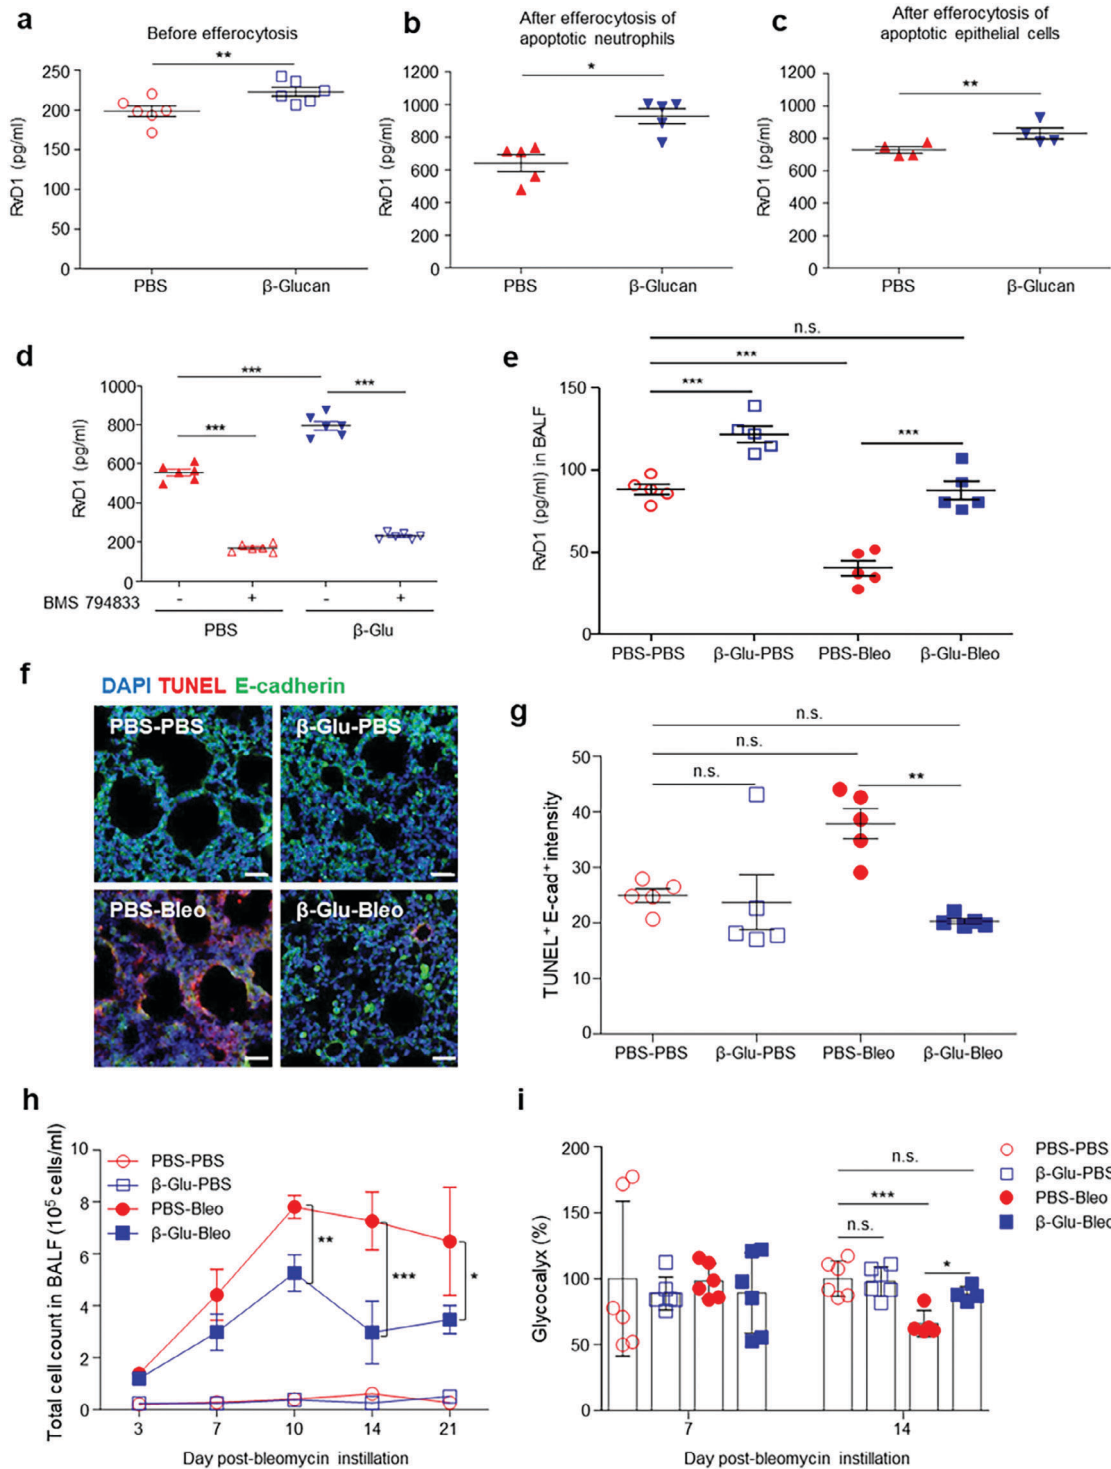 a
Before efferocytosis
**
250
200
150
100
50
0
RvD1 (pg/ml)
PBS
β-Glucan
b
After efferocytosis of
apoptotic neutrophils
*
1200
1000
800
600
400
200
0
RvD1 (pg/ml)
PBS
β-Glucan
c
After efferocytosis of
apoptotic epithelial cells
**
1200
1000
800
600
400
200
0
RvD1 (pg/ml)
PBS
β-Glucan
d
***
***
***
1000
800
600
400
200
0
RvD1 (pg/ml)
BMS 794833
-
+
-
+
PBS
β-Glu
e
n.s.
***
***
***
150
100
50
0
RvD1 (pg/ml) in BALF
PBS-PBS
β-Glu-PBS
PBS-Bleo
β-Glu-Bleo
f
DAPI TUNEL E-cadherin
PBS-PBS
β-Glu-PBS
PBS-Bleo
β-Glu-Bleo
g
n.s.
n.s.
n.s.
**
50
40
30
20
10
0
TUNEL⁺ E-cad⁺ intensity
PBS-PBS
β-Glu-PBS
PBS-Bleo
β-Glu-Bleo
h
10
8
6
4
2
0
Total cell count in BALF (10⁵ cells/ml)
PBS-PBS
β-Glu-PBS
PBS-Bleo
β-Glu-Bleo
**
***
*
3
7
10
14
21
Day post-bleomycin instillation
i
200
150
100
50
0
Glycocalyx (%)
n.s.
***
n.s.
*
PBS-PBS
β-Glu-PBS
PBS-Bleo
β-Glu-Bleo
7
14
Day post-bleomycin instillation